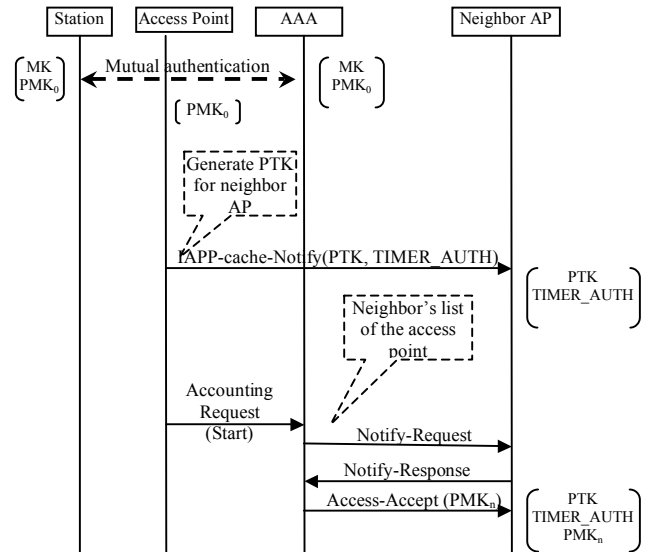 Station
Access Point
AAA
Neighbor AP
Mutual authentication
MK
PMK₀
MK
PMK₀
PMK₀
Generate PTK
for neighbor
AP
IAPP-cache-Notify(PTK, TIMER_AUTH)
PTK
TIMER_AUTH
Neighbor's list
of the access
point
Accounting
Request
(Start)
Notify-Request
Notify-Response
Access-Accept (PMKₙ)
PTK
TIMER_AUTH
PMKₙ